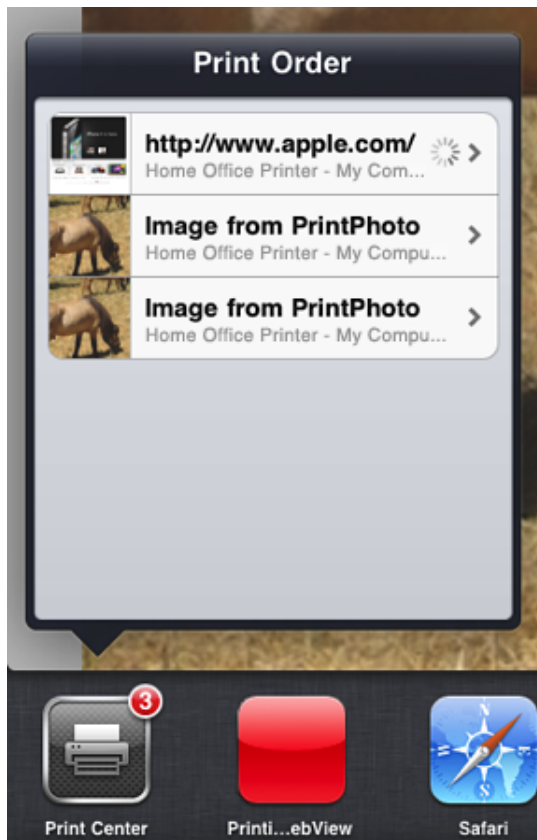 Print Order
http://www.apple.com/
Home Office Printer - My Com...
Image from PrintPhoto
Home Office Printer - My Compu...
Image from PrintPhoto
Home Office Printer - My Compu...
3
Print Center
Printi...ebView
Safari